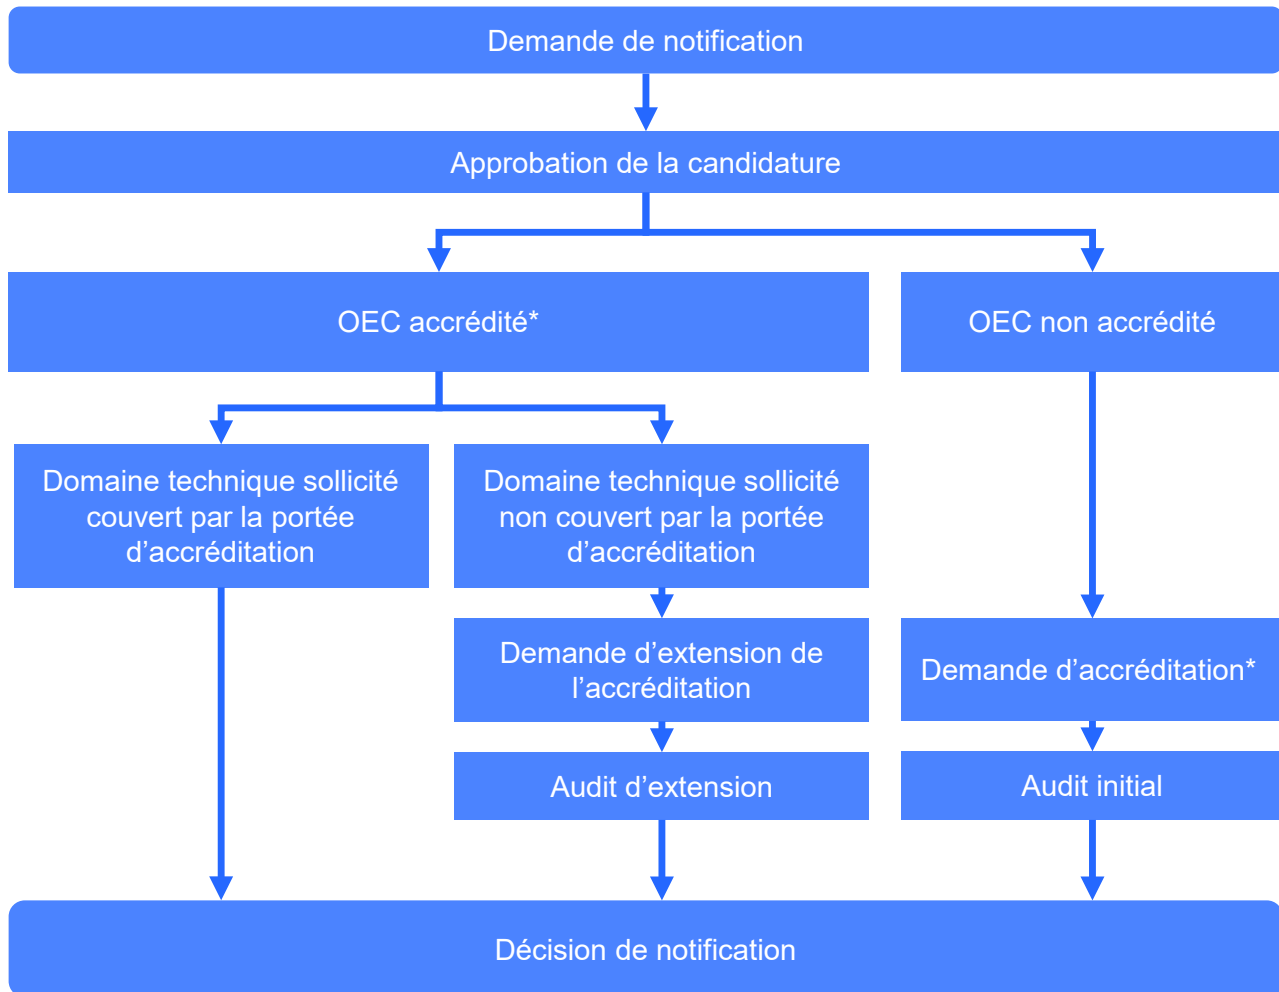 Demande de notification
Approbation de la candidature
OEC accrédité*
OEC non accrédité
Domaine technique sollicité
couvert par la portée
d’accréditation
Domaine technique sollicité
non couvert par la portée
d’accréditation
Demande d’extension de
l’accréditation
Demande d’accréditation*
Audit d’extension
Audit initial
Décision de notification